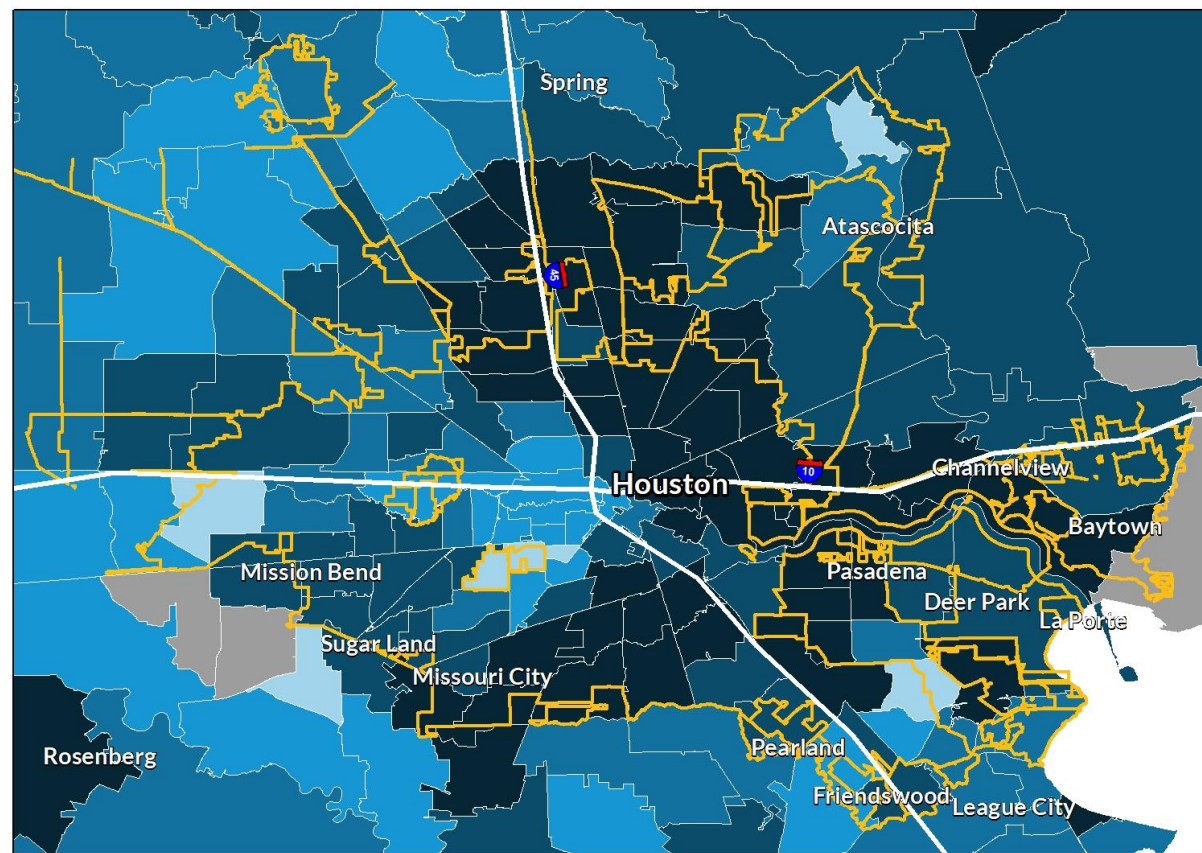 Spring
Atascocita
45
Channelview
10
Houston
Baytown
Mission Bend
Pasadena
Deer Park
La Porte
Sugar Land
Missouri City
Rosenberg
Pearland
Friendswood
League City